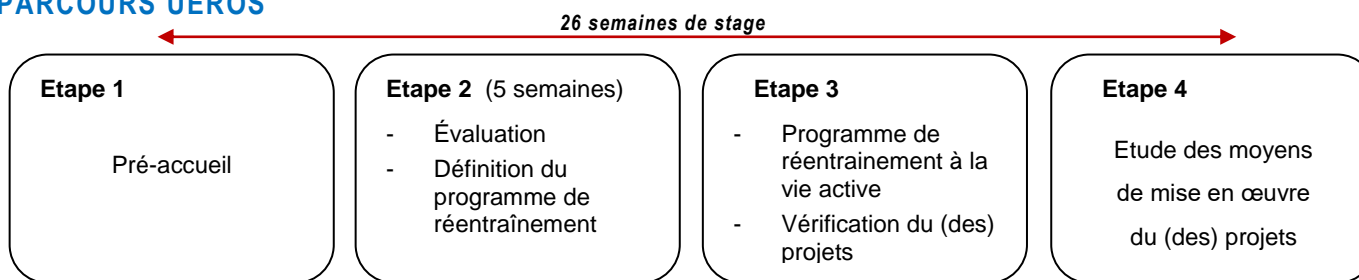 PARCOURS UEROS
26 semaines de stage
Etape 1
Pré-accueil
Etape 2 (5 semaines)
- Évaluation
- Définition du
programme de
réentraînement
Etape 3
- Programme de
réentrainement à la
vie active
- Vérification du (des)
projets
Etape 4
Etude des moyens
de mise en œuvre
du (des) projets